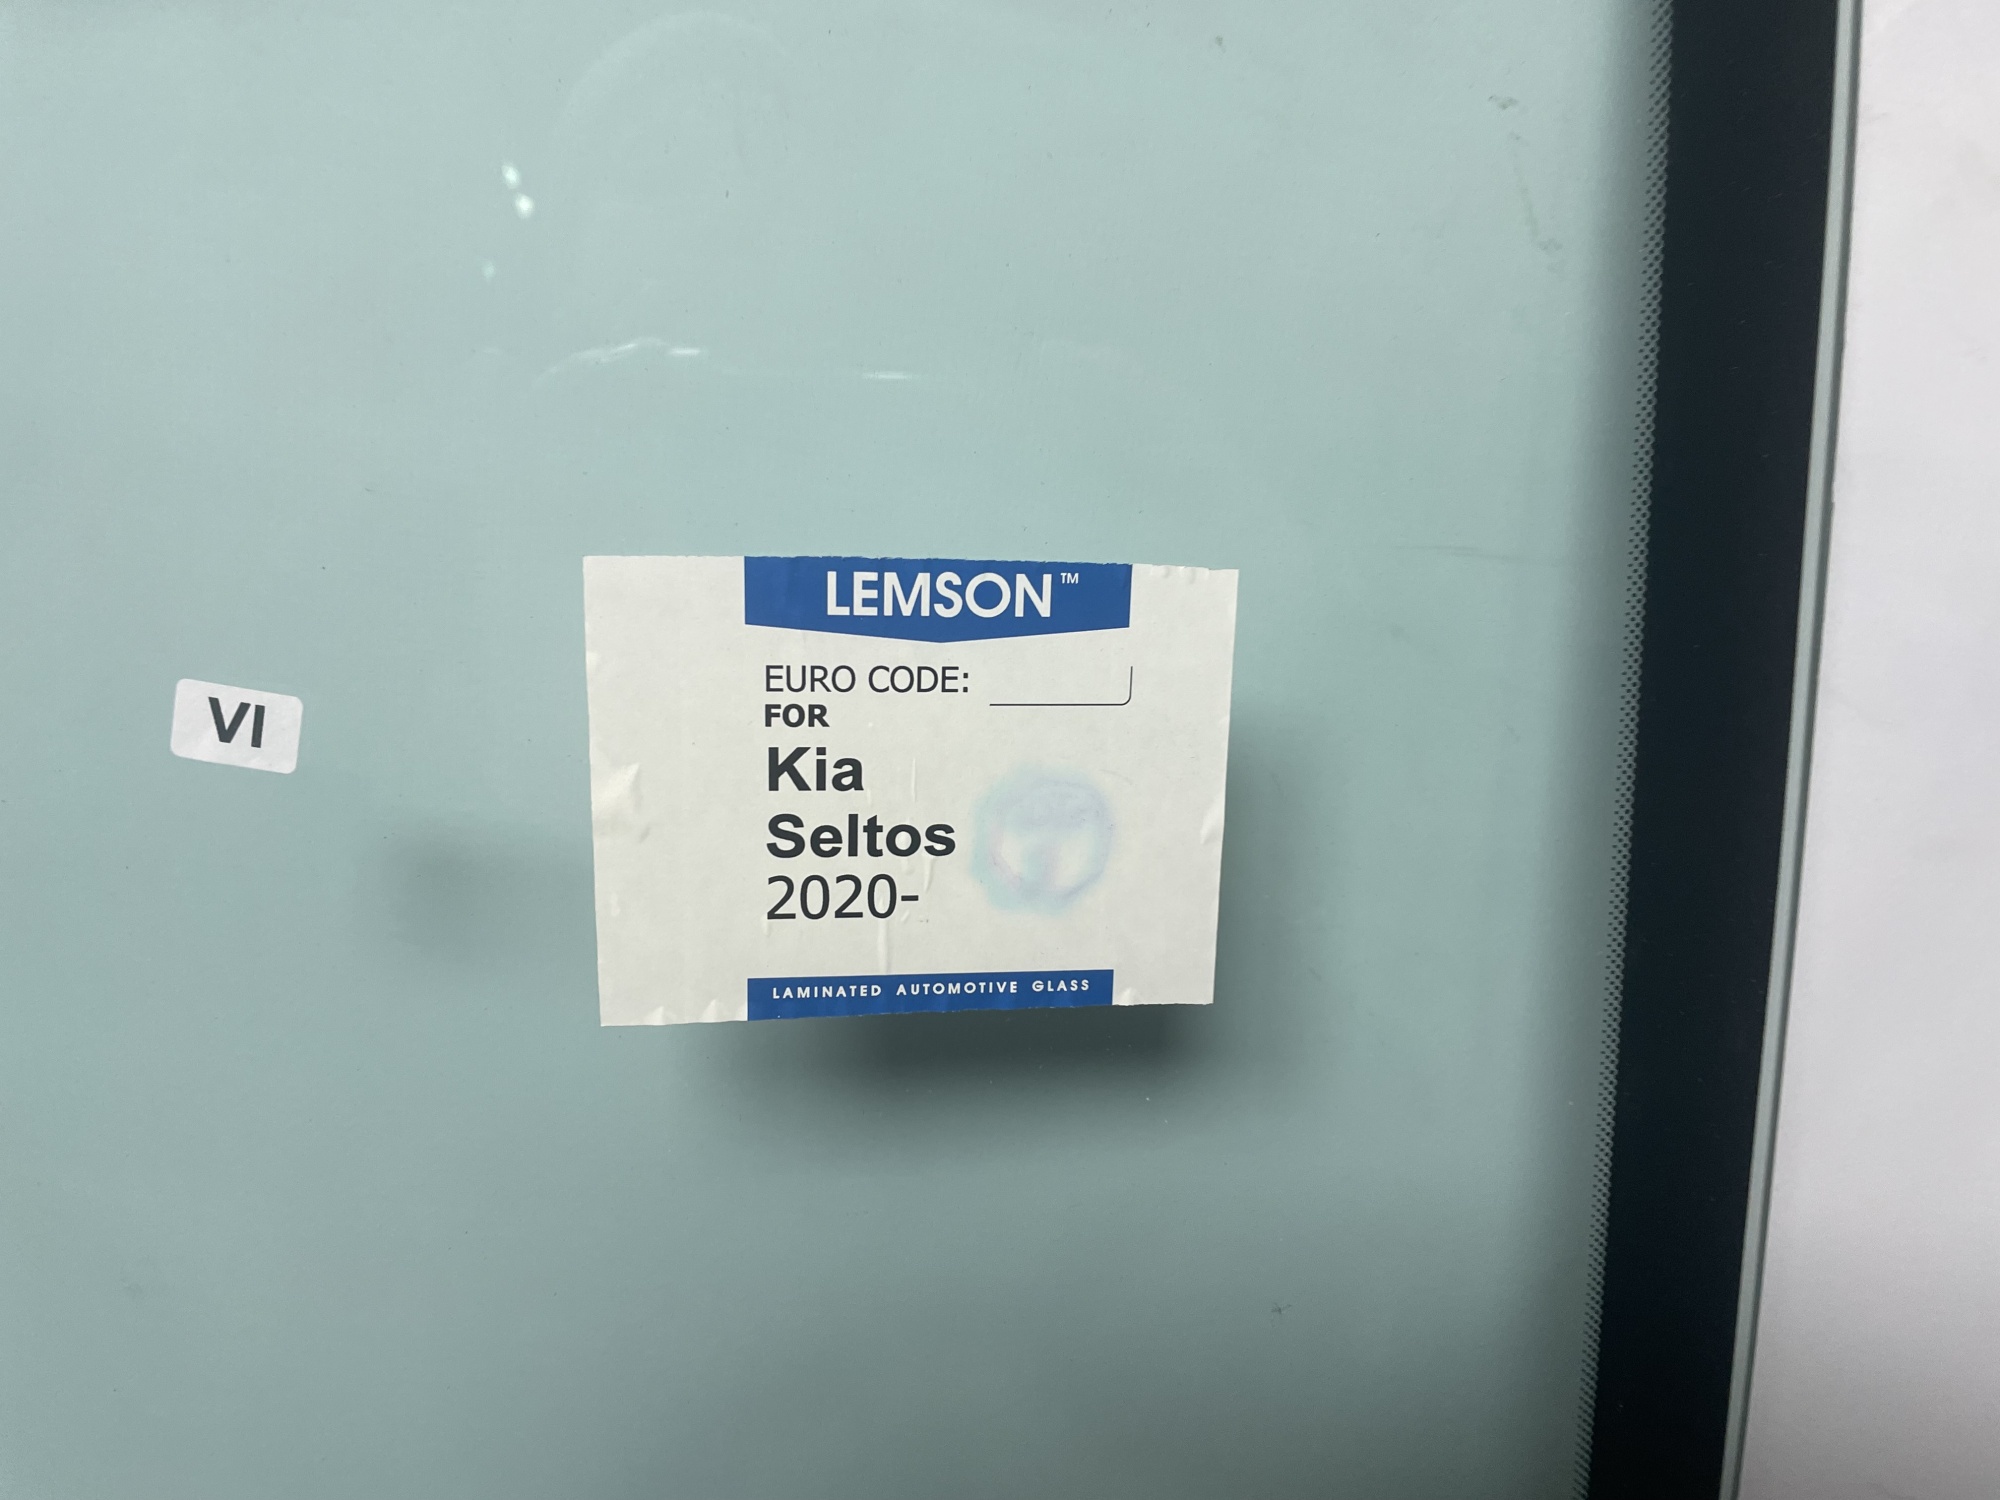 LEMSON™
EURO CODE:
FOR
Kia
Seltos
2020-
LAMINATED AUTOMOTIVE GLASS
VI